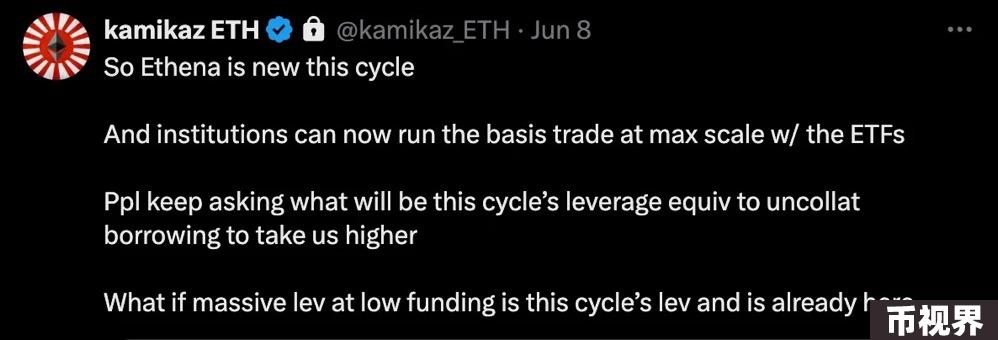 kamikaz ETH @kamikaz_ETH · Jun 8
So Ethena is new this cycle
And institutions can now run the basis trade at max scale w/ the ETFs
Ppl keep asking what will be this cycle's leverage equiv to uncollat
borrowing to take us higher
What if massive lev at low funding is this cycle's lev and is already
币视界